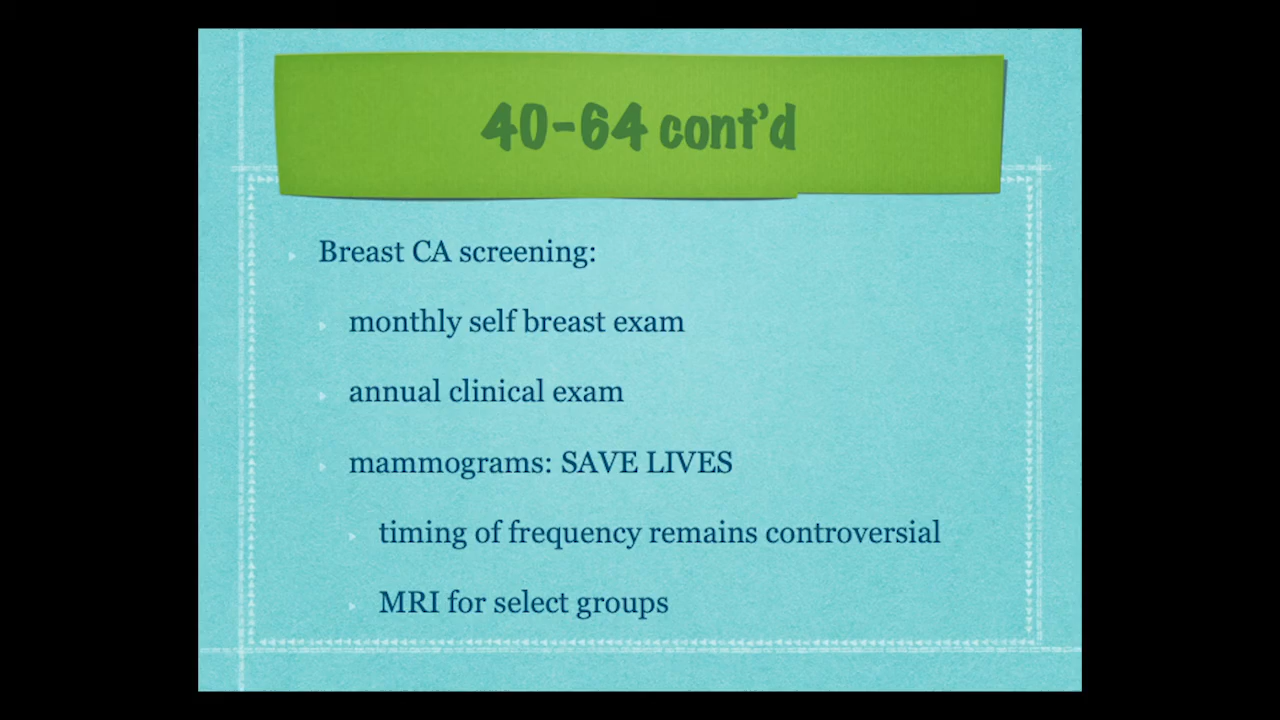 40-64 cont'd
Breast CA screening:
monthly self breast exam
annual clinical exam
mammograms: SAVE LIVES
timing of frequency remains controversial
MRI for select groups